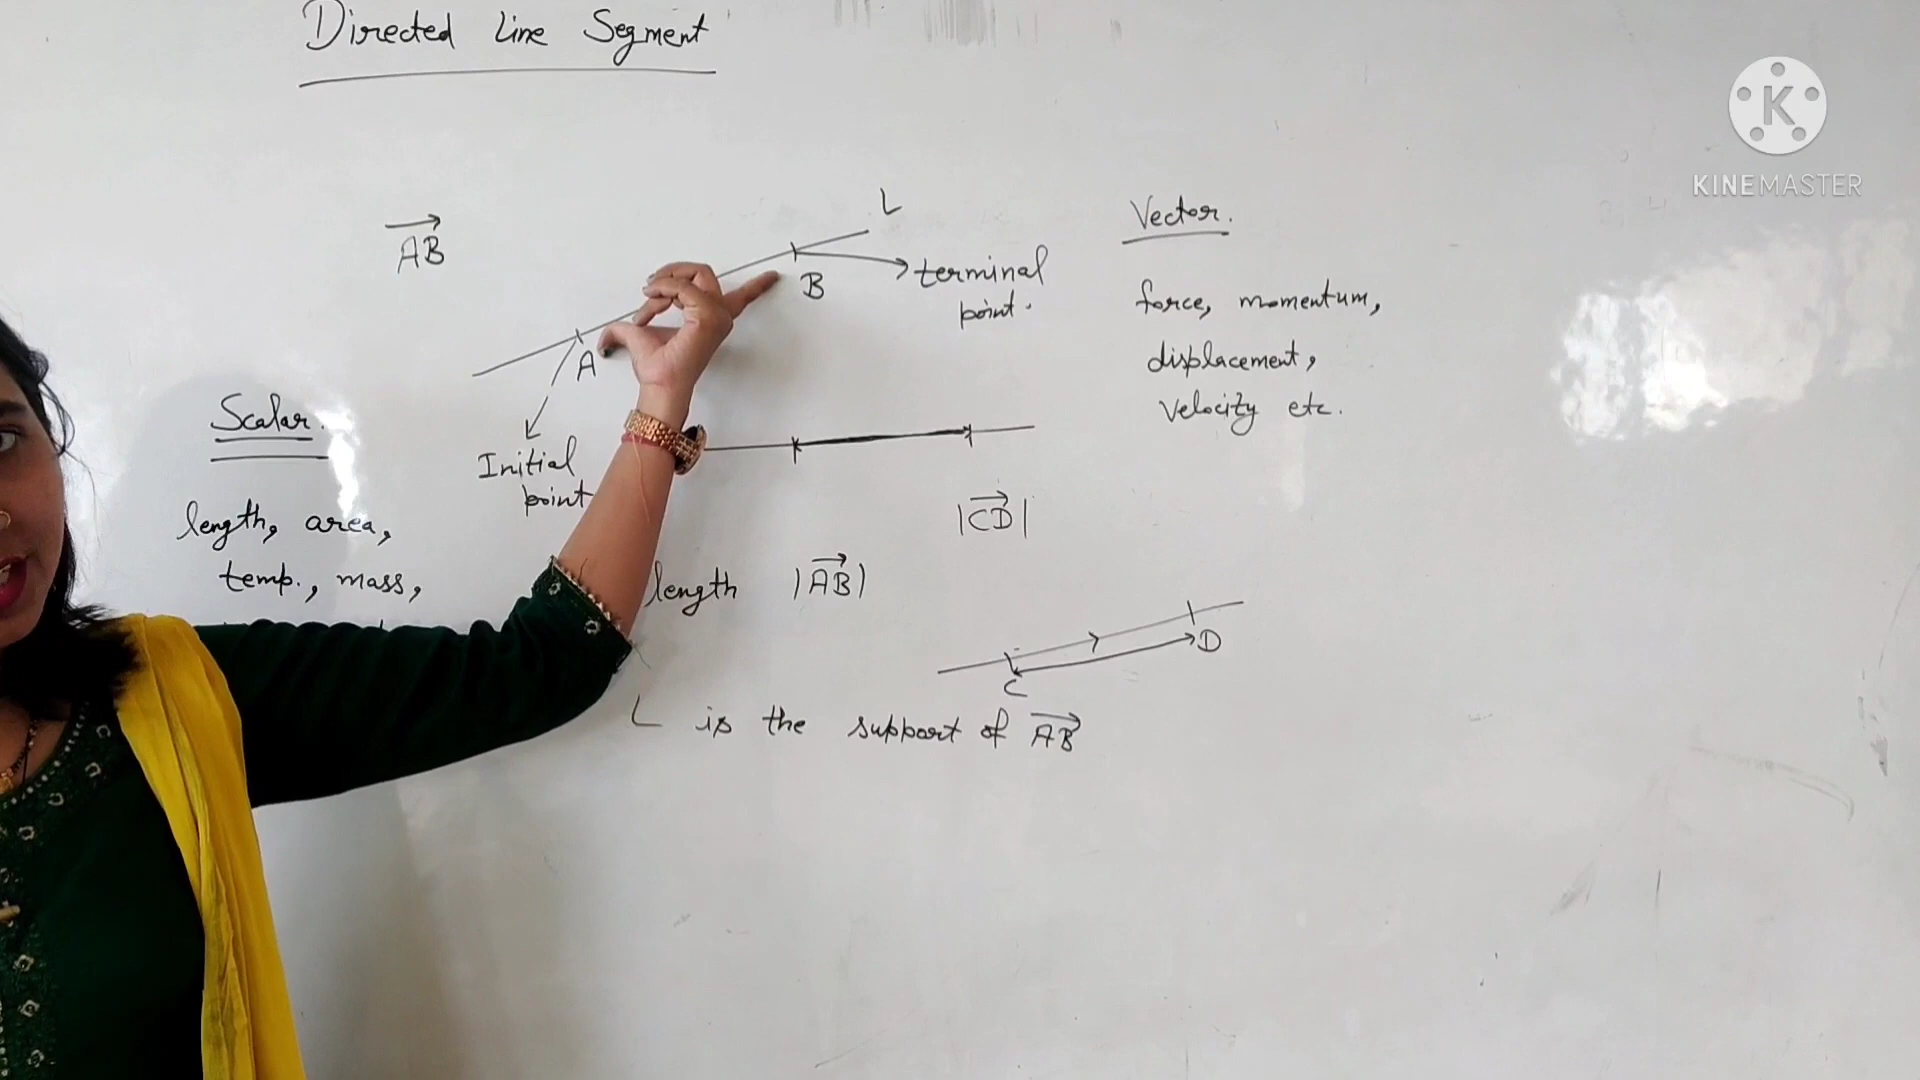 Directed Line Segment
AB
L
A
B
terminal
point.
Initial
point
Vector.
force, momentum,
displacement,
velocity etc.
Scalar.
length, area,
temp., mass,
|CD|
length |AB|
C
D
L is the support of AB
KINEMASTER